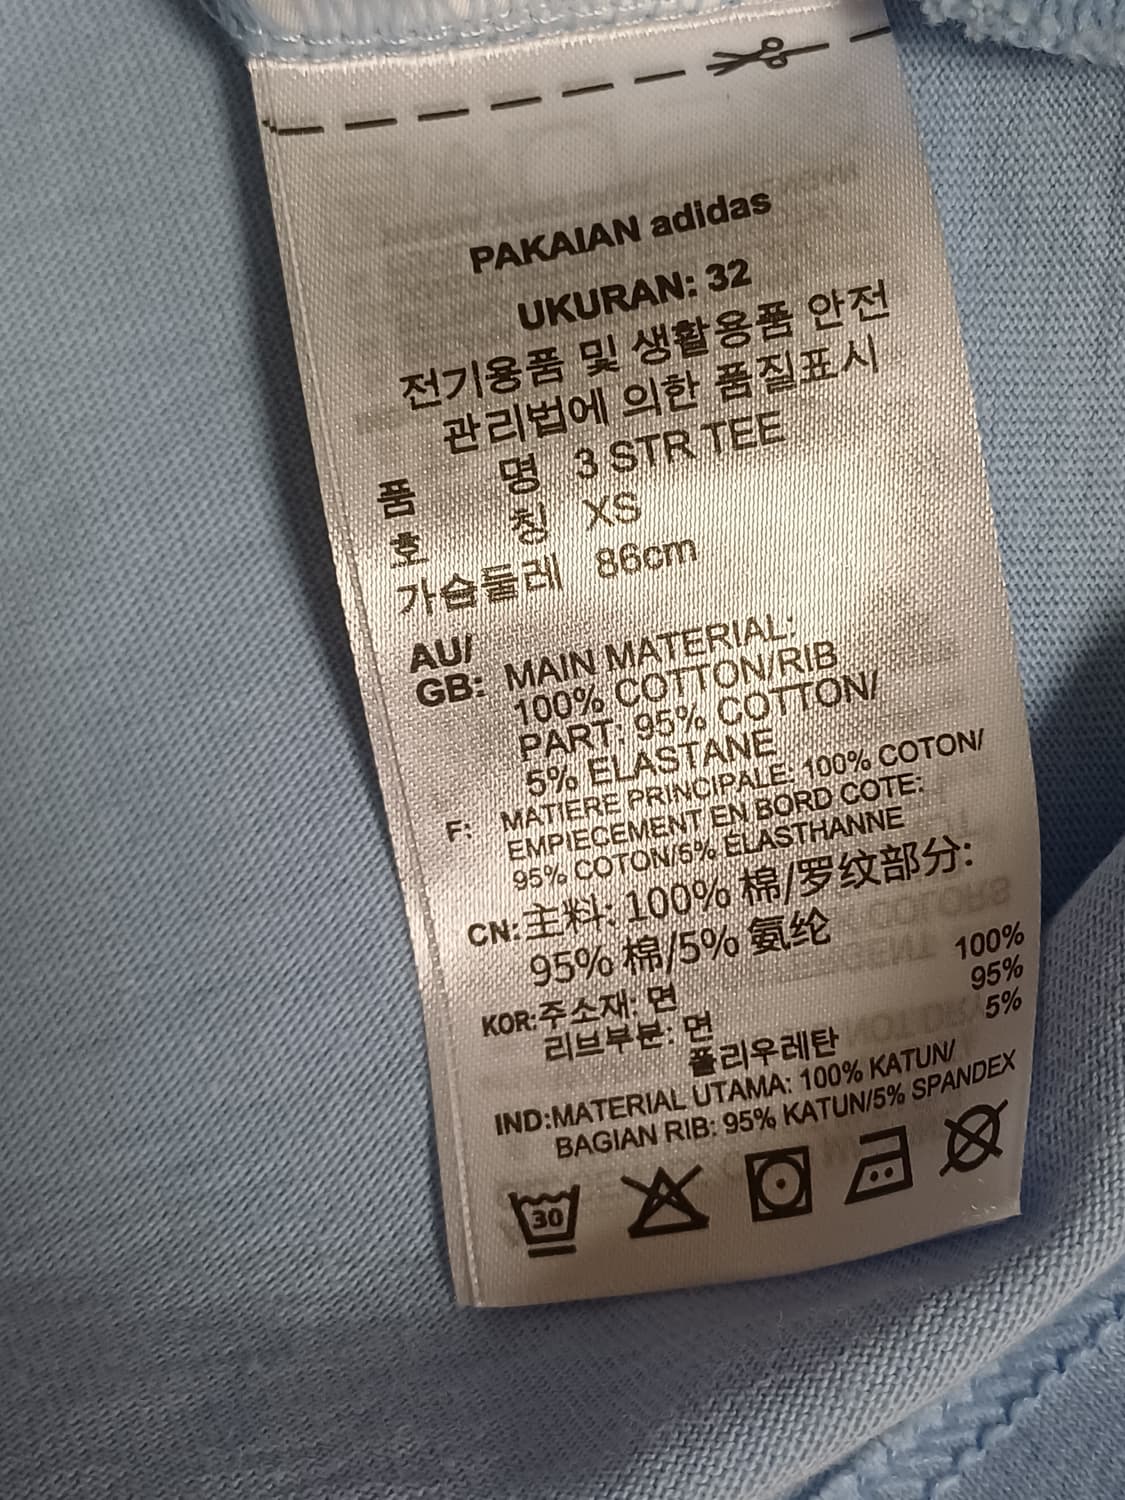 PAKAIAN adidas
UKURAN: 32
전기용품 및 생활용품 안전
관리법에 의한 품질표시
품 명 3 STR TEE
호 칭 XS
가슴둘레 86cm
AU/
GB: MAIN MATERIAL:
100% COTTON/RIB
PART: 95% COTTON/
5% ELASTANE
F: MATIERE PRINCIPALE: 100% COTON/
EMPIECEMENT EN BORD COTE:
95% COTON/5% ELASTHANNE
CN: 主料: 100% 棉/罗纹部分:
95% 棉/5% 氨纶
KOR:주소재: 면 100%
리브부분: 면 95%
폴리우레탄 5%
IND:MATERIAL UTAMA: 100% KATUN/
BAGIAN RIB: 95% KATUN/5% SPANDEX
30